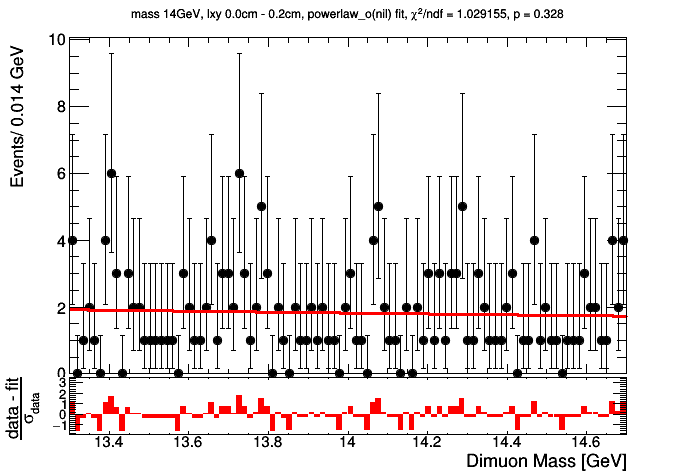 mass 14GeV, lxy 0.0cm - 0.2cm, powerlaw_o(nil) fit, χ²/ndf = 1.029155, p = 0.328
Events/ 0.014 GeV
10
8
6
4
2
0
data - fit
σdata
3
2
1
0
−1
13.4 13.6 13.8 14 14.2 14.4 14.6
Dimuon Mass [GeV]